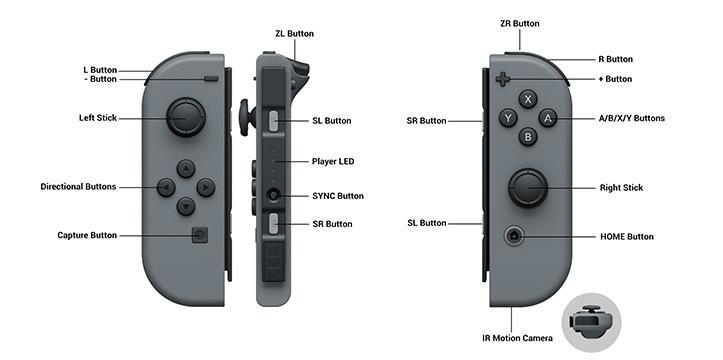 ZL Button
L Button
- Button
Left Stick
Directional Buttons
Capture Button
SL Button
Player LED
SYNC Button
SR Button
ZR Button
R Button
+ Button
X
Y
A
B
A/B/X/Y Buttons
SR Button
Right Stick
SL Button
HOME Button
IR Motion Camera